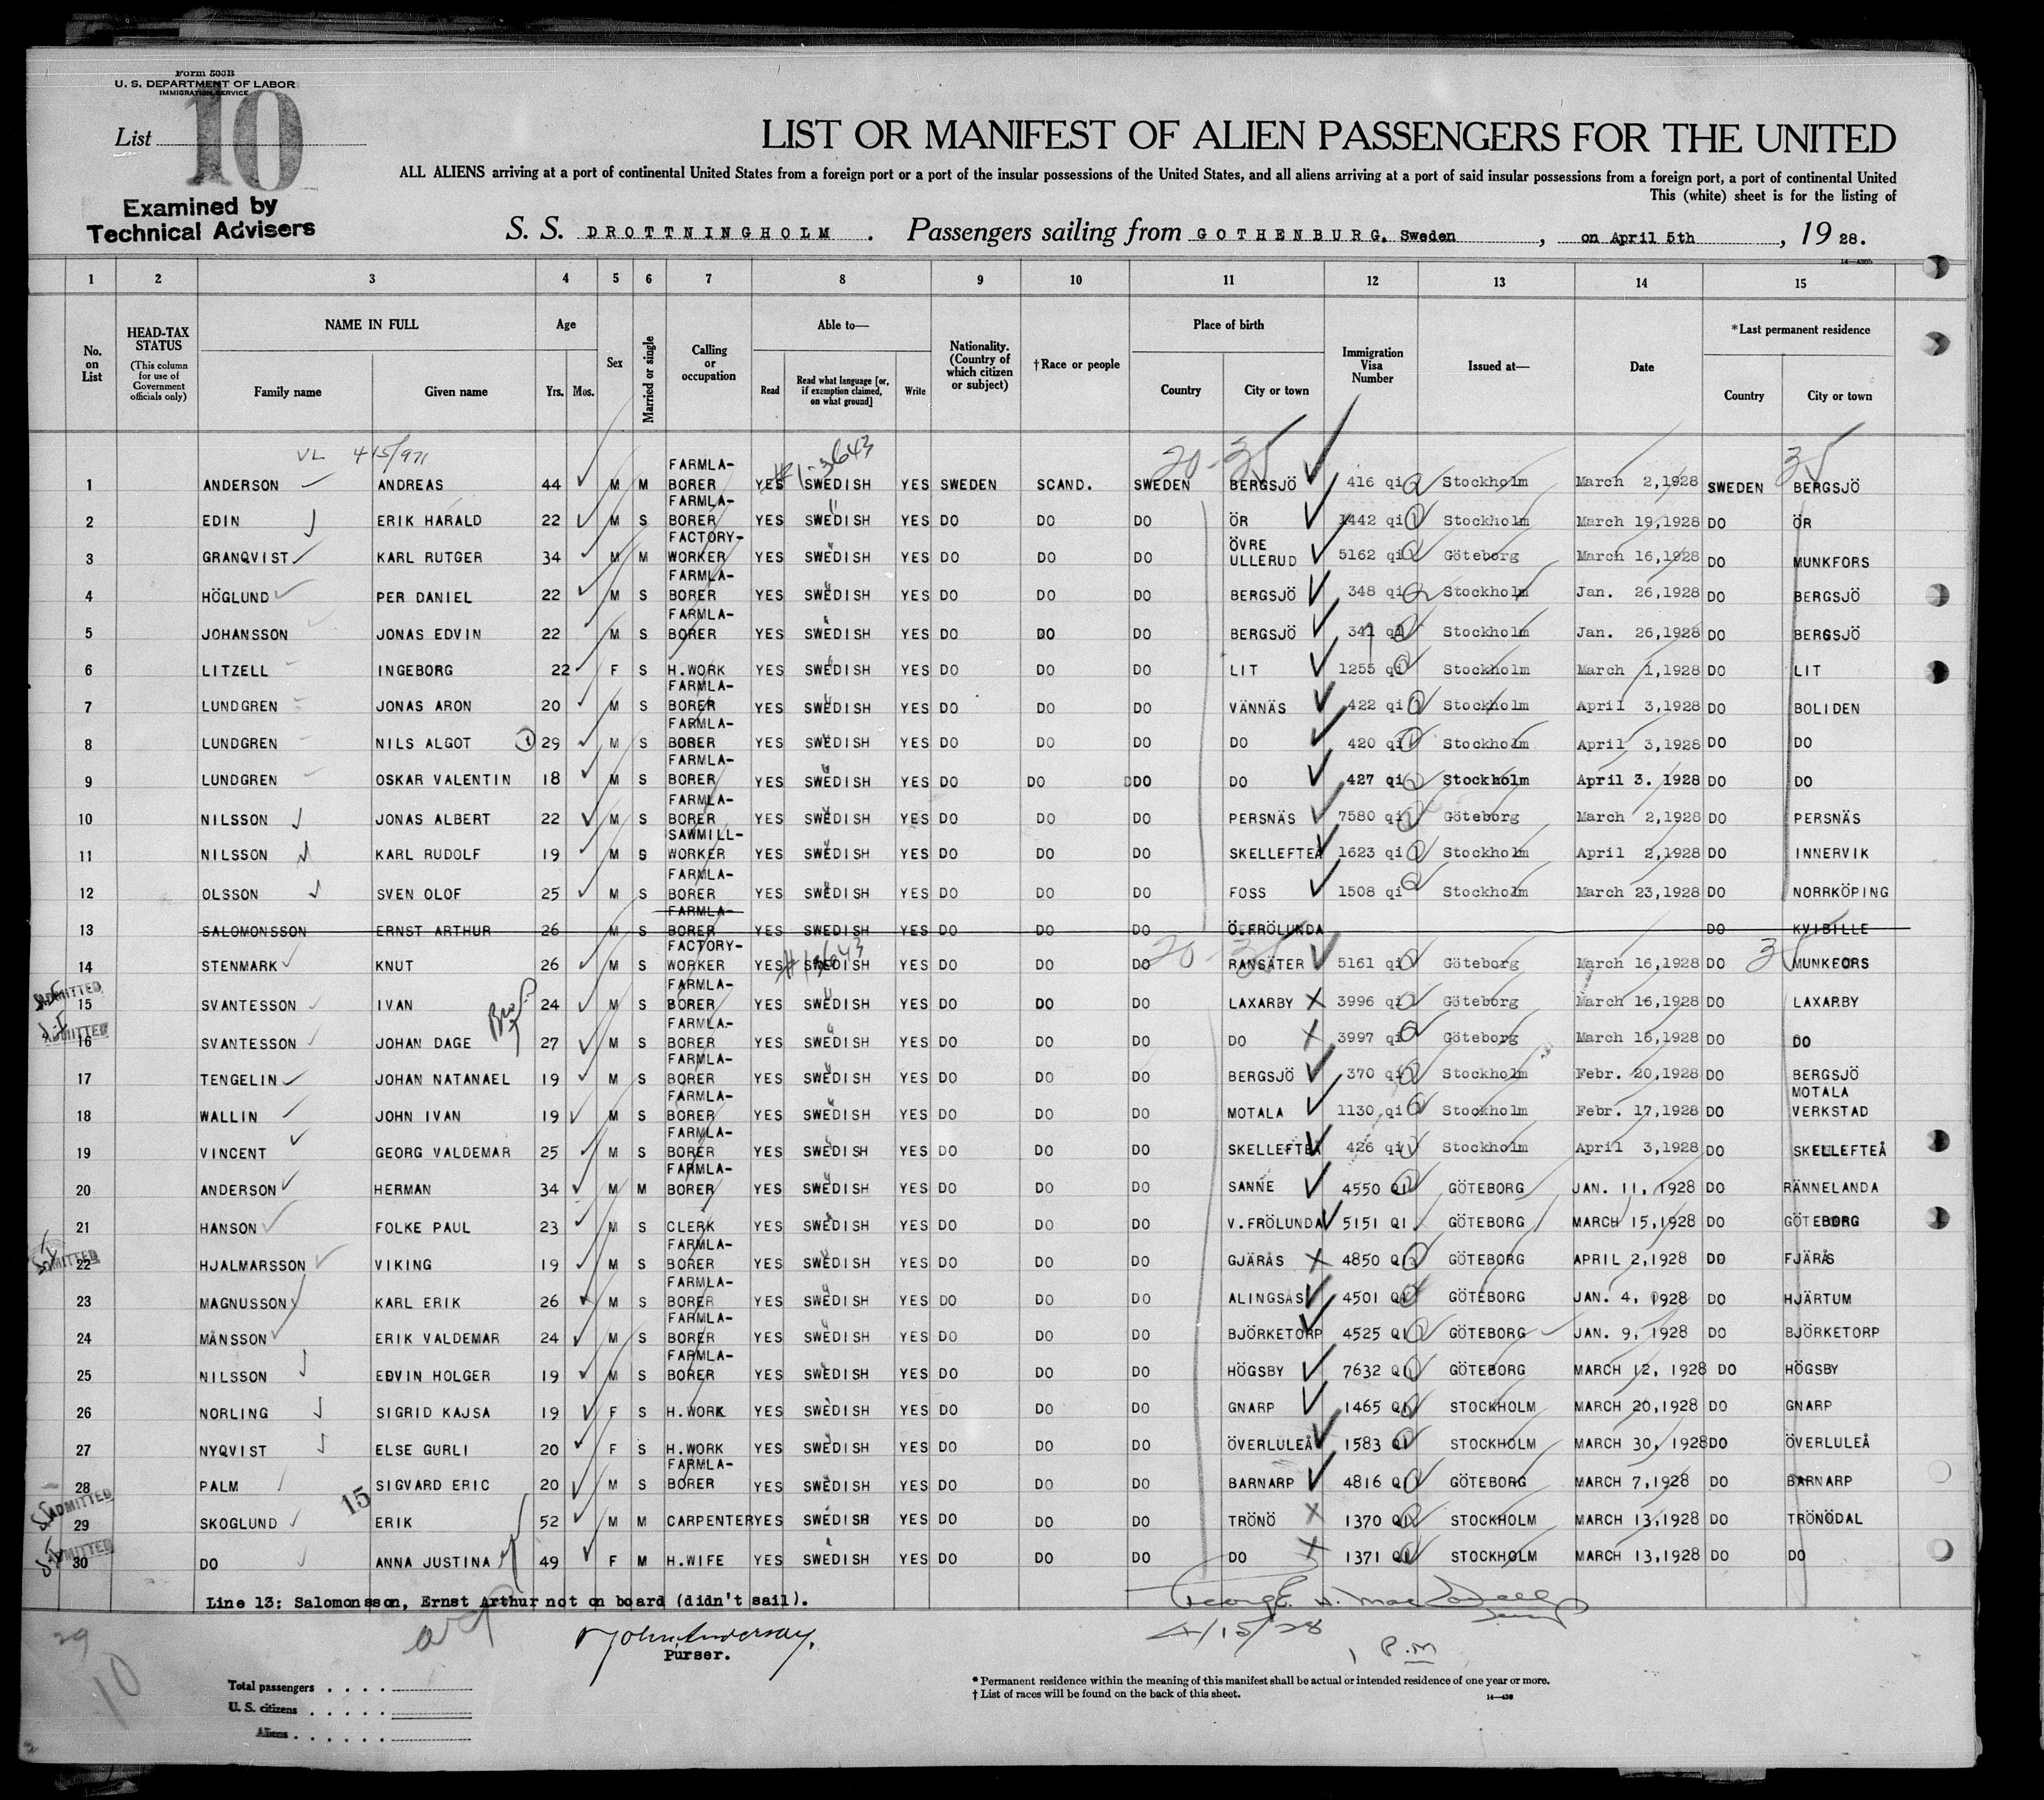 Form 500B
U. S. DEPARTMENT OF LABOR
IMMIGRATION SERVICE
List 10
Examined by
Technical Advisers
LIST OR MANIFEST OF ALIEN PASSENGERS FOR THE UNITED
ALL ALIENS arriving at a port of continental United States from a foreign port or a port of the insular possessions of the United States, and all aliens arriving at a port of said insular possessions from a foreign port, a port of continental United
This (white) sheet is for the listing of
S. S. DROTTNINGHOLM . Passengers sailing from GOTHENBURG, Sweden , on April 5th , 19 28.
1 2 3 4 5 6 7 8 9 10 11 12 13 14 15
No. on List
HEAD-TAX STATUS
(This column for use of Government officials only)
NAME IN FULL
Family name Given name
Age
Yrs. Mos.
Sex
Married or single
Calling or occupation
Able to—
Read
Read what language [or, if exemption claimed, on what ground]
Write
Nationality. (Country of which citizen or subject)
†Race or people
Place of birth
Country City or town
Immigration Visa Number
Issued at—
Date
*Last permanent residence
Country City or town
VL 415/971
#1-3643 20-35 35
1 ANDERSON ANDREAS 44 M M FARMLA-BORER YES SWEDISH YES SWEDEN SCAND. SWEDEN BERGSJÖ 416 qi Stockholm March 2,1928 SWEDEN BERGSJÖ
2 EDIN ERIK HARALD 22 M S FARMLA-BORER YES SWEDISH YES DO DO DO ÖR 1442 qi Stockholm March 19,1928 DO ÖR
3 GRANQVIST KARL RUTGER 34 M M FACTORY-WORKER YES SWEDISH YES DO DO DO ÖVRE ULLERUD 5162 qi Göteborg March 16,1928 DO MUNKFORS
4 HÖGLUND PER DANIEL 22 M S FARMLA-BORER YES SWEDISH YES DO DO DO BERGSJÖ 348 qi Stockholm Jan. 26,1928 DO BERGSJÖ
5 JOHANSSON JONAS EDVIN 22 M S FARMLA-BORER YES SWEDISH YES DO DO DO BERGSJÖ 341 qi Stockholm Jan. 26,1928 DO BERGSJÖ
6 LITZELL INGEBORG 22 F S H.WORK YES SWEDISH YES DO DO DO LIT 1255 qi Stockholm March 1,1928 DO LIT
7 LUNDGREN JONAS ARON 20 M S FARMLA-BORER YES SWEDISH YES DO DO DO VÄNNÄS 422 qi Stockholm April 3,1928 DO BOLIDEN
8 LUNDGREN NILS ALGOT 29 M S FARMLA-BORER YES SWEDISH YES DO DO DO DO 420 qi Stockholm April 3,1928 DO DO
9 LUNDGREN OSKAR VALENTIN 18 M S FARMLA-BORER YES SWEDISH YES DO DO DO DO 427 qi Stockholm April 3. 1928 DO DO
10 NILSSON JONAS ALBERT 22 M S FARMLA-BORER YES SWEDISH YES DO DO DO PERSNÄS 7580 qi Göteborg March 2,1928 DO PERSNÄS
11 NILSSON KARL RUDOLF 19 M S SAWMILL-WORKER YES SWEDISH YES DO DO DO SKELLEFTEÅ 1623 qi Stockholm April 2,1928 DO INNERVIK
12 OLSSON SVEN OLOF 25 M S FARMLA-BORER YES SWEDISH YES DO DO DO FOSS 1508 qi Stockholm March 23,1928 DO NORRKÖPING
13 SALOMONSSON ERNST ARTHUR 26 M S FARMLA-BORER YES SWEDISH YES DO DO DO Ö.FRÖLUNDA DO KVIBILLE
20-35 35
14 STENMARK KNUT 26 M S FACTORY-WORKER YES SWEDISH YES DO DO DO RANSÄTER 5161 qi Göteborg March 16,1928 DO MUNKFORS
ADMITTED 15 SVANTESSON IVAN 24 M S FARMLA-BORER YES SWEDISH YES DO DO DO LAXARBY 3996 qi Göteborg March 16,1928 DO LAXARBY
ADMITTED 16 SVANTESSON JOHAN DAGE 27 M S FARMLA-BORER YES SWEDISH YES DO DO DO DO 3997 qi Göteborg March 16,1928 DO DO
17 TENGELIN JOHAN NATANAEL 19 M S FARMLA-BORER YES SWEDISH YES DO DO DO BERGSJÖ 370 qi Stockholm Febr. 20,1928 DO BERGSJÖ
18 WALLIN JOHN IVAN 19 M S FARMLA-BORER YES SWEDISH YES DO DO DO MOTALA 1130 qi Stockholm Febr. 17,1928 DO MOTALA VERKSTAD
19 VINCENT GEORG VALDEMAR 25 M S FARMLA-BORER YES SWEDISH YES DO DO DO SKELLEFTEÅ 426 qi Stockholm April 3,1928 DO SKELLEFTEÅ
20 ANDERSON HERMAN 34 M M FARMLA-BORER YES SWEDISH YES DO DO DO SANNE 4550 QI GÖTEBORG JAN. 11, 1928 DO RÄNNELANDA
21 HANSON FOLKE PAUL 23 M S CLERK YES SWEDISH YES DO DO DO V.FRÖLUNDA 5151 QI GÖTEBORG MARCH 15,1928 DO GÖTEBORG
ADMITTED 22 HJALMARSSON VIKING 19 M S FARMLA-BORER YES SWEDISH YES DO DO DO GJÄRÅS 4850 QI GÖTEBORG APRIL 2,1928 DO FJÄRÅS
23 MAGNUSSON KARL ERIK 26 M S FARMLA-BORER YES SWEDISH YES DO DO DO ALINGSÅS 4501 QI GÖTEBORG JAN. 4, 1928 DO HJÄRTUM
24 MÅNSSON ERIK VALDEMAR 24 M S FARMLA-BORER YES SWEDISH YES DO DO DO BJÖRKETORP 4525 QI GÖTEBORG JAN. 9, 1928 DO BJÖRKETORP
25 NILSSON EDVIN HOLGER 19 M S FARMLA-BORER YES SWEDISH YES DO DO DO HÖGSBY 7632 QI GÖTEBORG MARCH 12, 1928 DO HÖGSBY
26 NORLING SIGRID KAJSA 19 F S H.WORK YES SWEDISH YES DO DO DO GNARP 1465 QI STOCKHOLM MARCH 20,1928 DO GNARP
27 NYQVIST ELSE GURLI 20 F S H.WORK YES SWEDISH YES DO DO DO ÖVERLULEÅ 1583 QI STOCKHOLM MARCH 30, 1928 DO ÖVERLULEÅ
28 PALM SIGVARD ERIC 20 M S FARMLA-BORER YES SWEDISH YES DO DO DO BARNARP 4816 QI GÖTEBORG MARCH 7,1928 DO BARNARP
15
ADMITTED 29 SKOGLUND ERIK 52 M M CARPENTER YES SWEDISH YES DO DO DO TRÖNÖ 1370 QI STOCKHOLM MARCH 13,1928 DO TRÖNÖDAL
ADMITTED 30 DO ANNA JUSTINA 49 F M H.WIFE YES SWEDISH YES DO DO DO DO 1371 QI STOCKHOLM MARCH 13,1928 DO DO
Line 13: Salomonsson, Ernst Arthur not on board (didn't sail).
4/15/28
1 P.M
29
10
John Anderson,
Purser.
Total passengers . . . .
U. S. citizens . . . . .
Aliens . . . . . .
* Permanent residence within the meaning of this manifest shall be actual or intended residence of one year or more.
† List of races will be found on the back of this sheet.
14—430